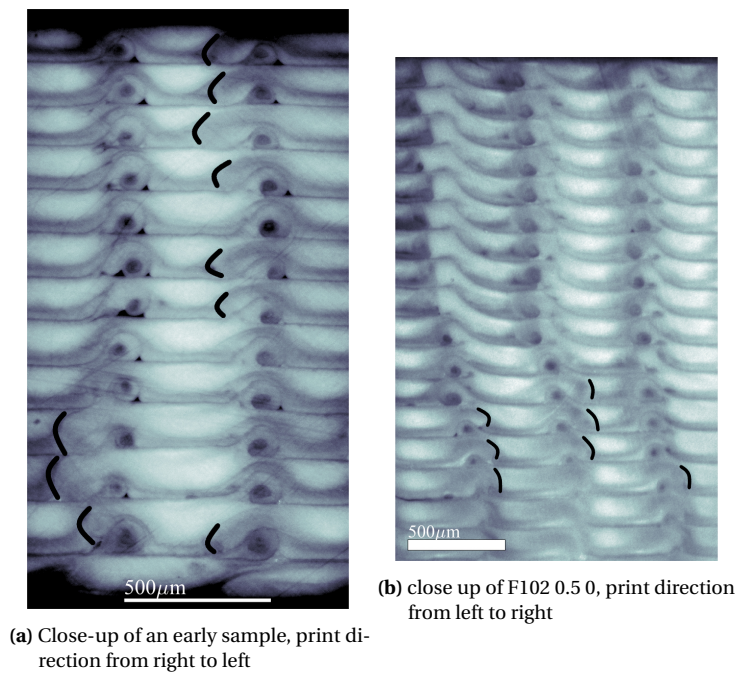 500μm
(a) Close-up of an early sample, print di-
rection from right to left
500μm
(b) close up of F102 0.5 0, print direction
from left to right